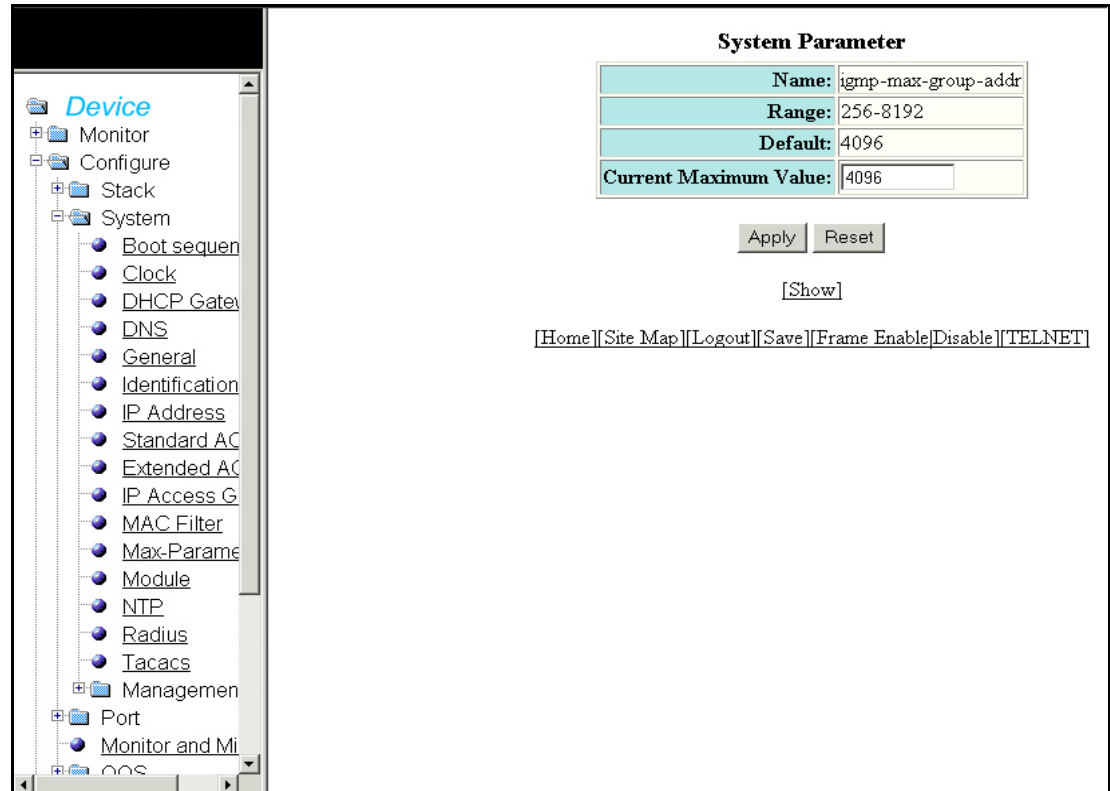 Device
Monitor
Configure
Stack
System
Boot sequen
Clock
DHCP Gate
DNS
General
Identification
IP Address
Standard AC
Extended AC
IP Access G
MAC Filter
Max-Parame
Module
NTP
Radius
Tacacs
Managemen
Port
Monitor and Mi
QOS
System Parameter
Name: igmp-max-group-addr
Range: 256-8192
Default: 4096
Current Maximum Value: 4096
Apply Reset
[Show]
[Home][Site Map][Logout][Save][Frame Enable|Disable][TELNET]